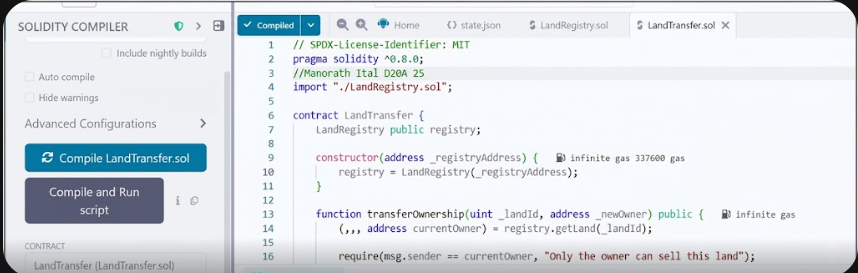 SOLIDITY COMPILER
Include nightly builds
Auto compile
Hide warnings
Advanced Configurations
Compile LandTransfer.sol
Compile and Run
script
i
CONTRACT
LandTransfer (LandTransfer.sol)
Compiled
Home
state.json
LandRegistry.sol
LandTransfer.sol
1 // SPDX-License-Identifier: MIT
2 pragma solidity ^0.8.0;
3 //Manorath Ital D20A 25
4 import "./LandRegistry.sol";
5
6 contract LandTransfer {
7 LandRegistry public registry;
8
9 constructor(address _registryAddress) { infinite gas 337600 gas
10 registry = LandRegistry(_registryAddress);
11 }
12
13 function transferOwnership(uint _landId, address _newOwner) public { infinite gas
14 (,,, address currentOwner) = registry.getLand(_landId);
15
16 require(msg.sender == currentOwner, "Only the owner can sell this land");